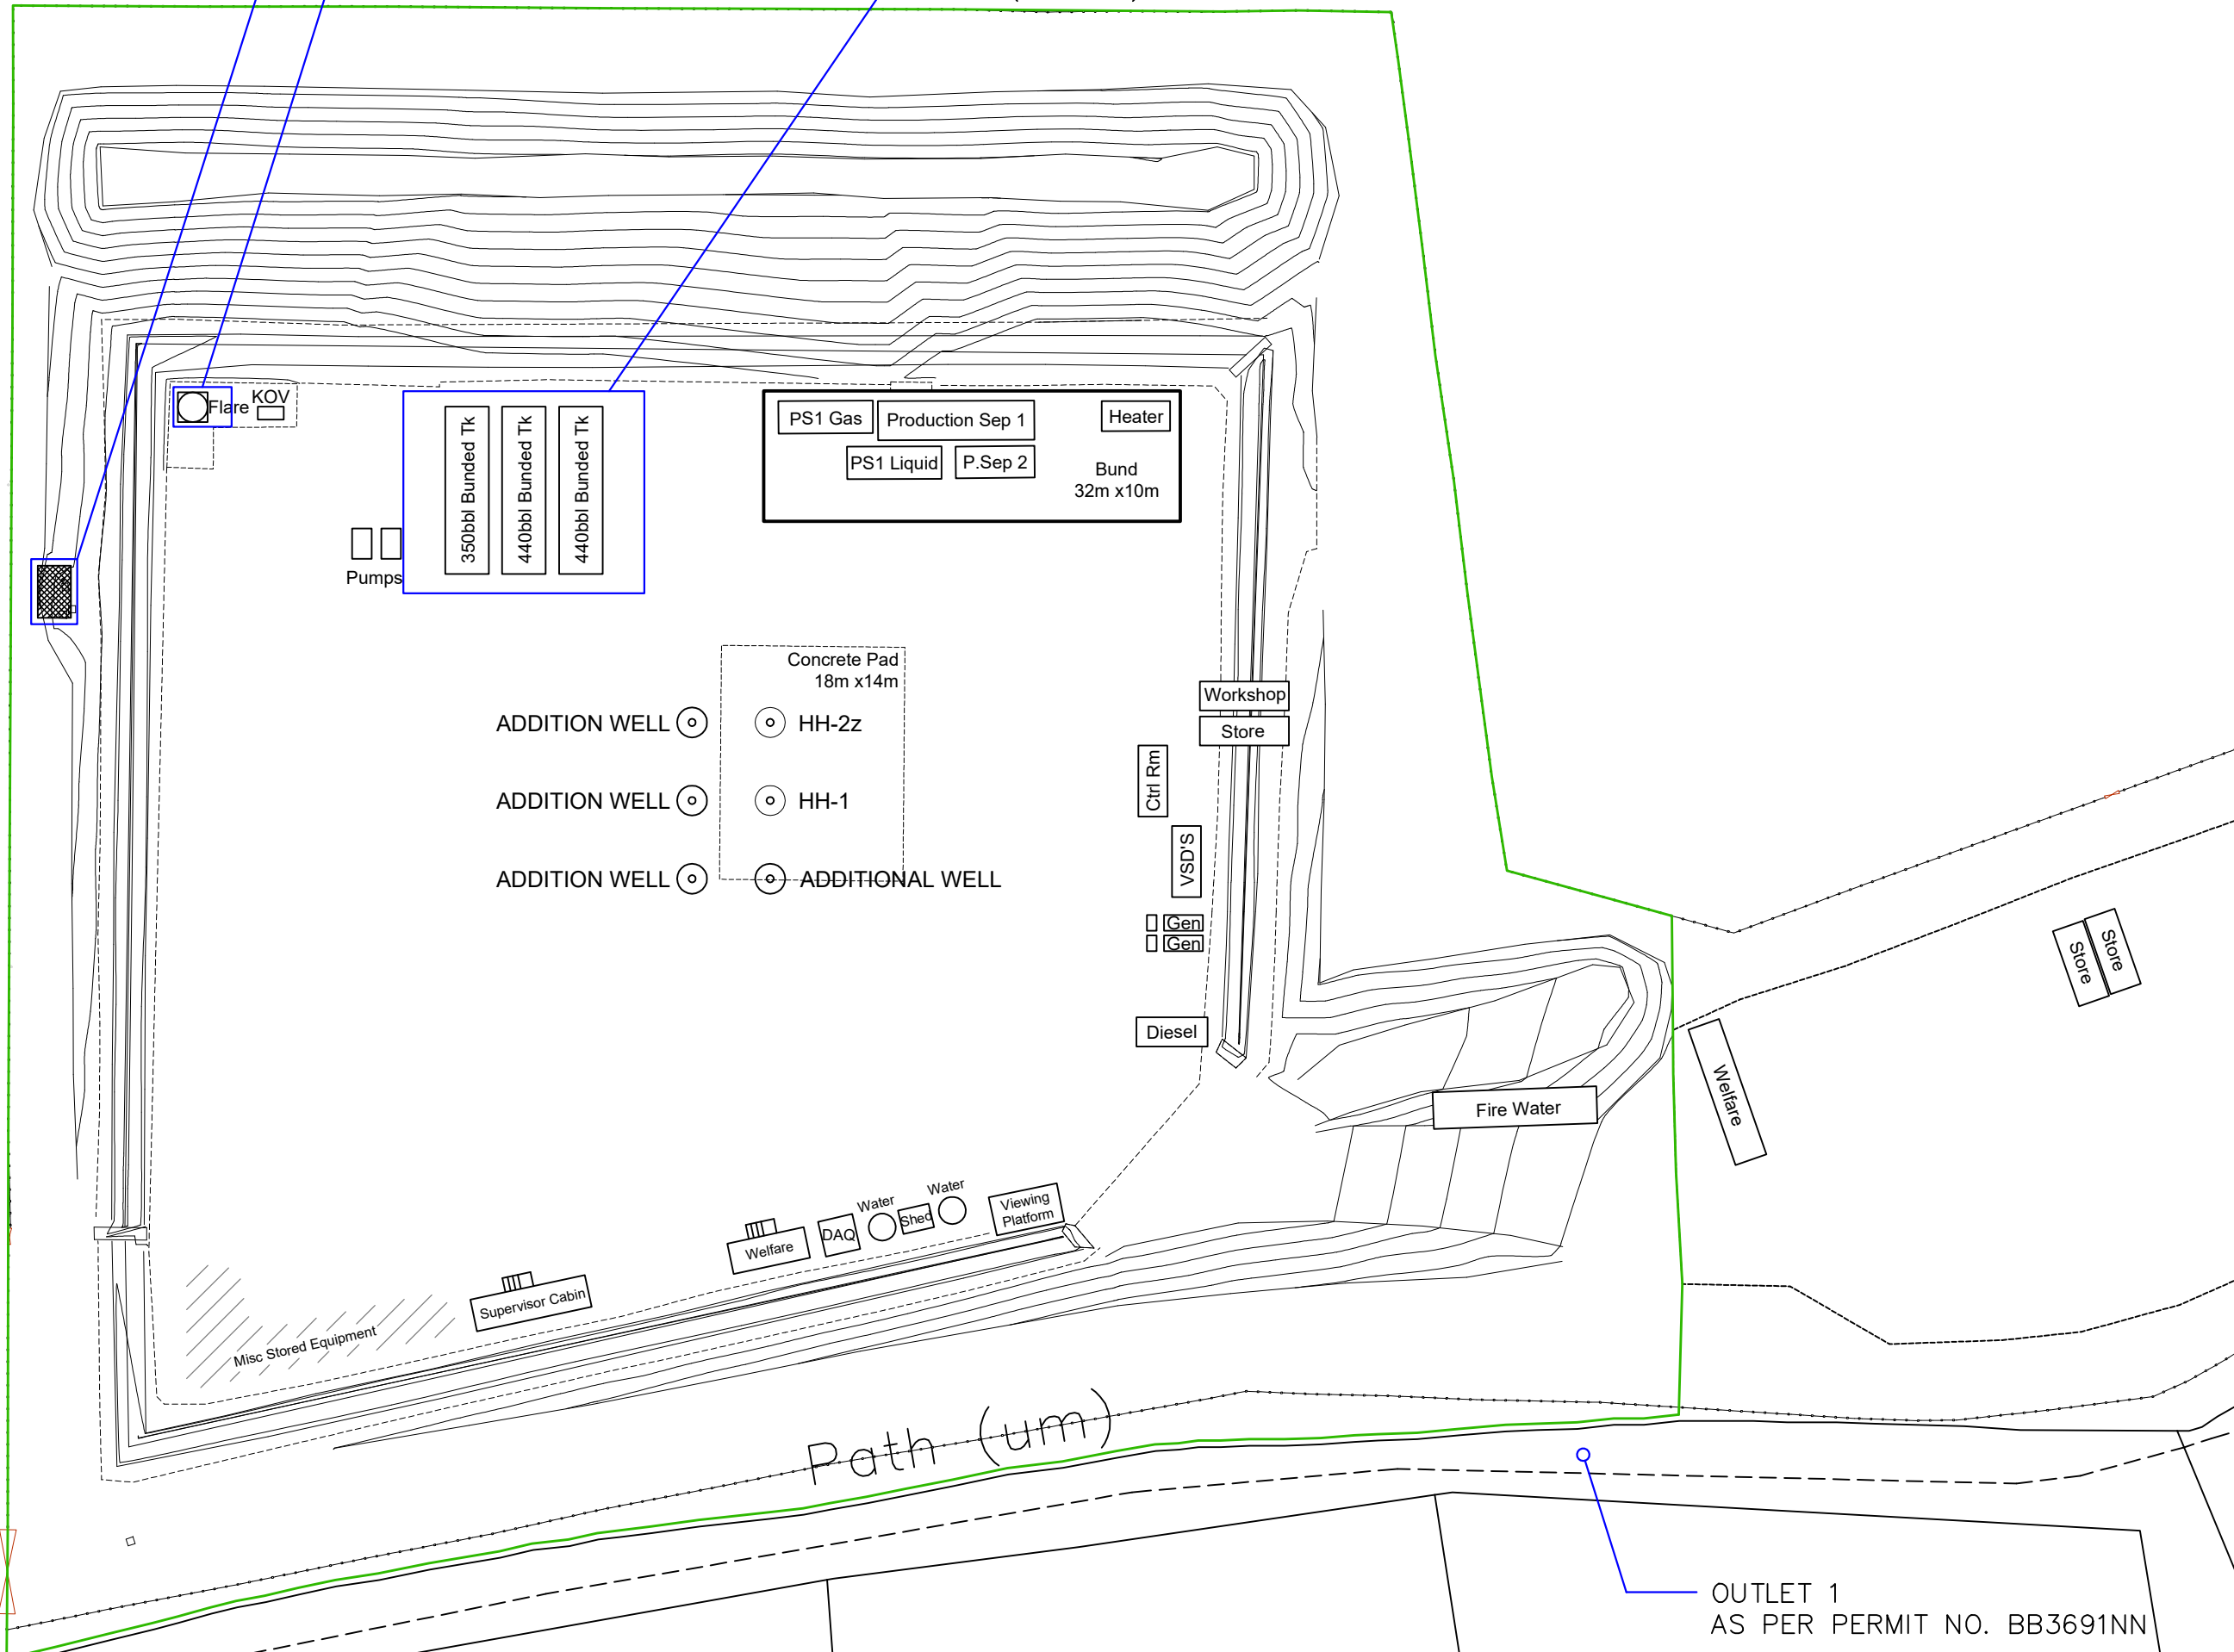 Flare
KOV
350bbl Bunded Tk
440bbl Bunded Tk
440bbl Bunded Tk
Pumps
PS1 Gas
Production Sep 1
Heater
PS1 Liquid
P.Sep 2
Bund
32m x10m
Concrete Pad
18m x14m
ADDITION WELL
HH-2z
ADDITION WELL
HH-1
ADDITION WELL
ADDITIONAL WELL
Workshop
Store
Ctrl Rm
VSD'S
Gen
Gen
Diesel
Fire Water
Store
Store
Welfare
Water
Water
Viewing
Platform
Shed
DAQ
Welfare
Supervisor Cabin
Misc Stored Equipment
Path (um)
OUTLET 1
AS PER PERMIT NO. BB3691NN